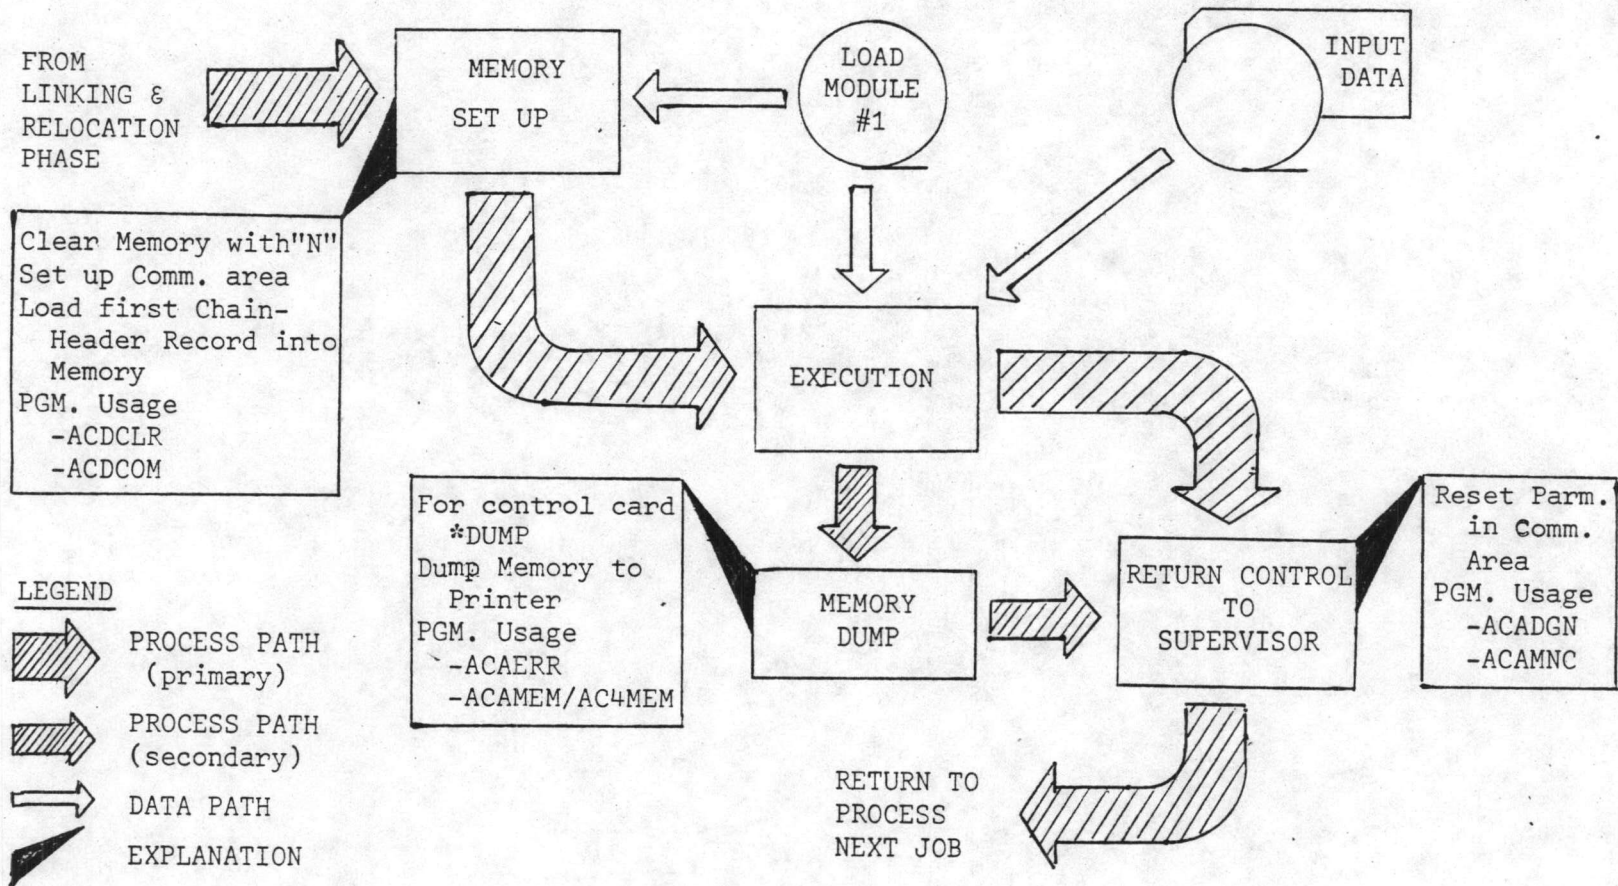 FROM
LINKING &
RELOCATION
PHASE
MEMORY
SET UP
LOAD
MODULE
#1
INPUT
DATA
Clear Memory with"N"
Set up Comm. area
Load first Chain-
Header Record into
Memory
PGM. Usage
-ACDCLR
-ACDCOM
EXECUTION
For control card
*DUMP
Dump Memory to
Printer
PGM. Usage
-ACAERR
-ACAMEM/AC4MEM
MEMORY
DUMP
RETURN CONTROL
TO
SUPERVISOR
Reset Parm.
in Comm.
Area
PGM. Usage
-ACADGN
-ACAMNC
LEGEND
PROCESS PATH
(primary)
PROCESS PATH
(secondary)
DATA PATH
EXPLANATION
RETURN TO
PROCESS
NEXT JOB